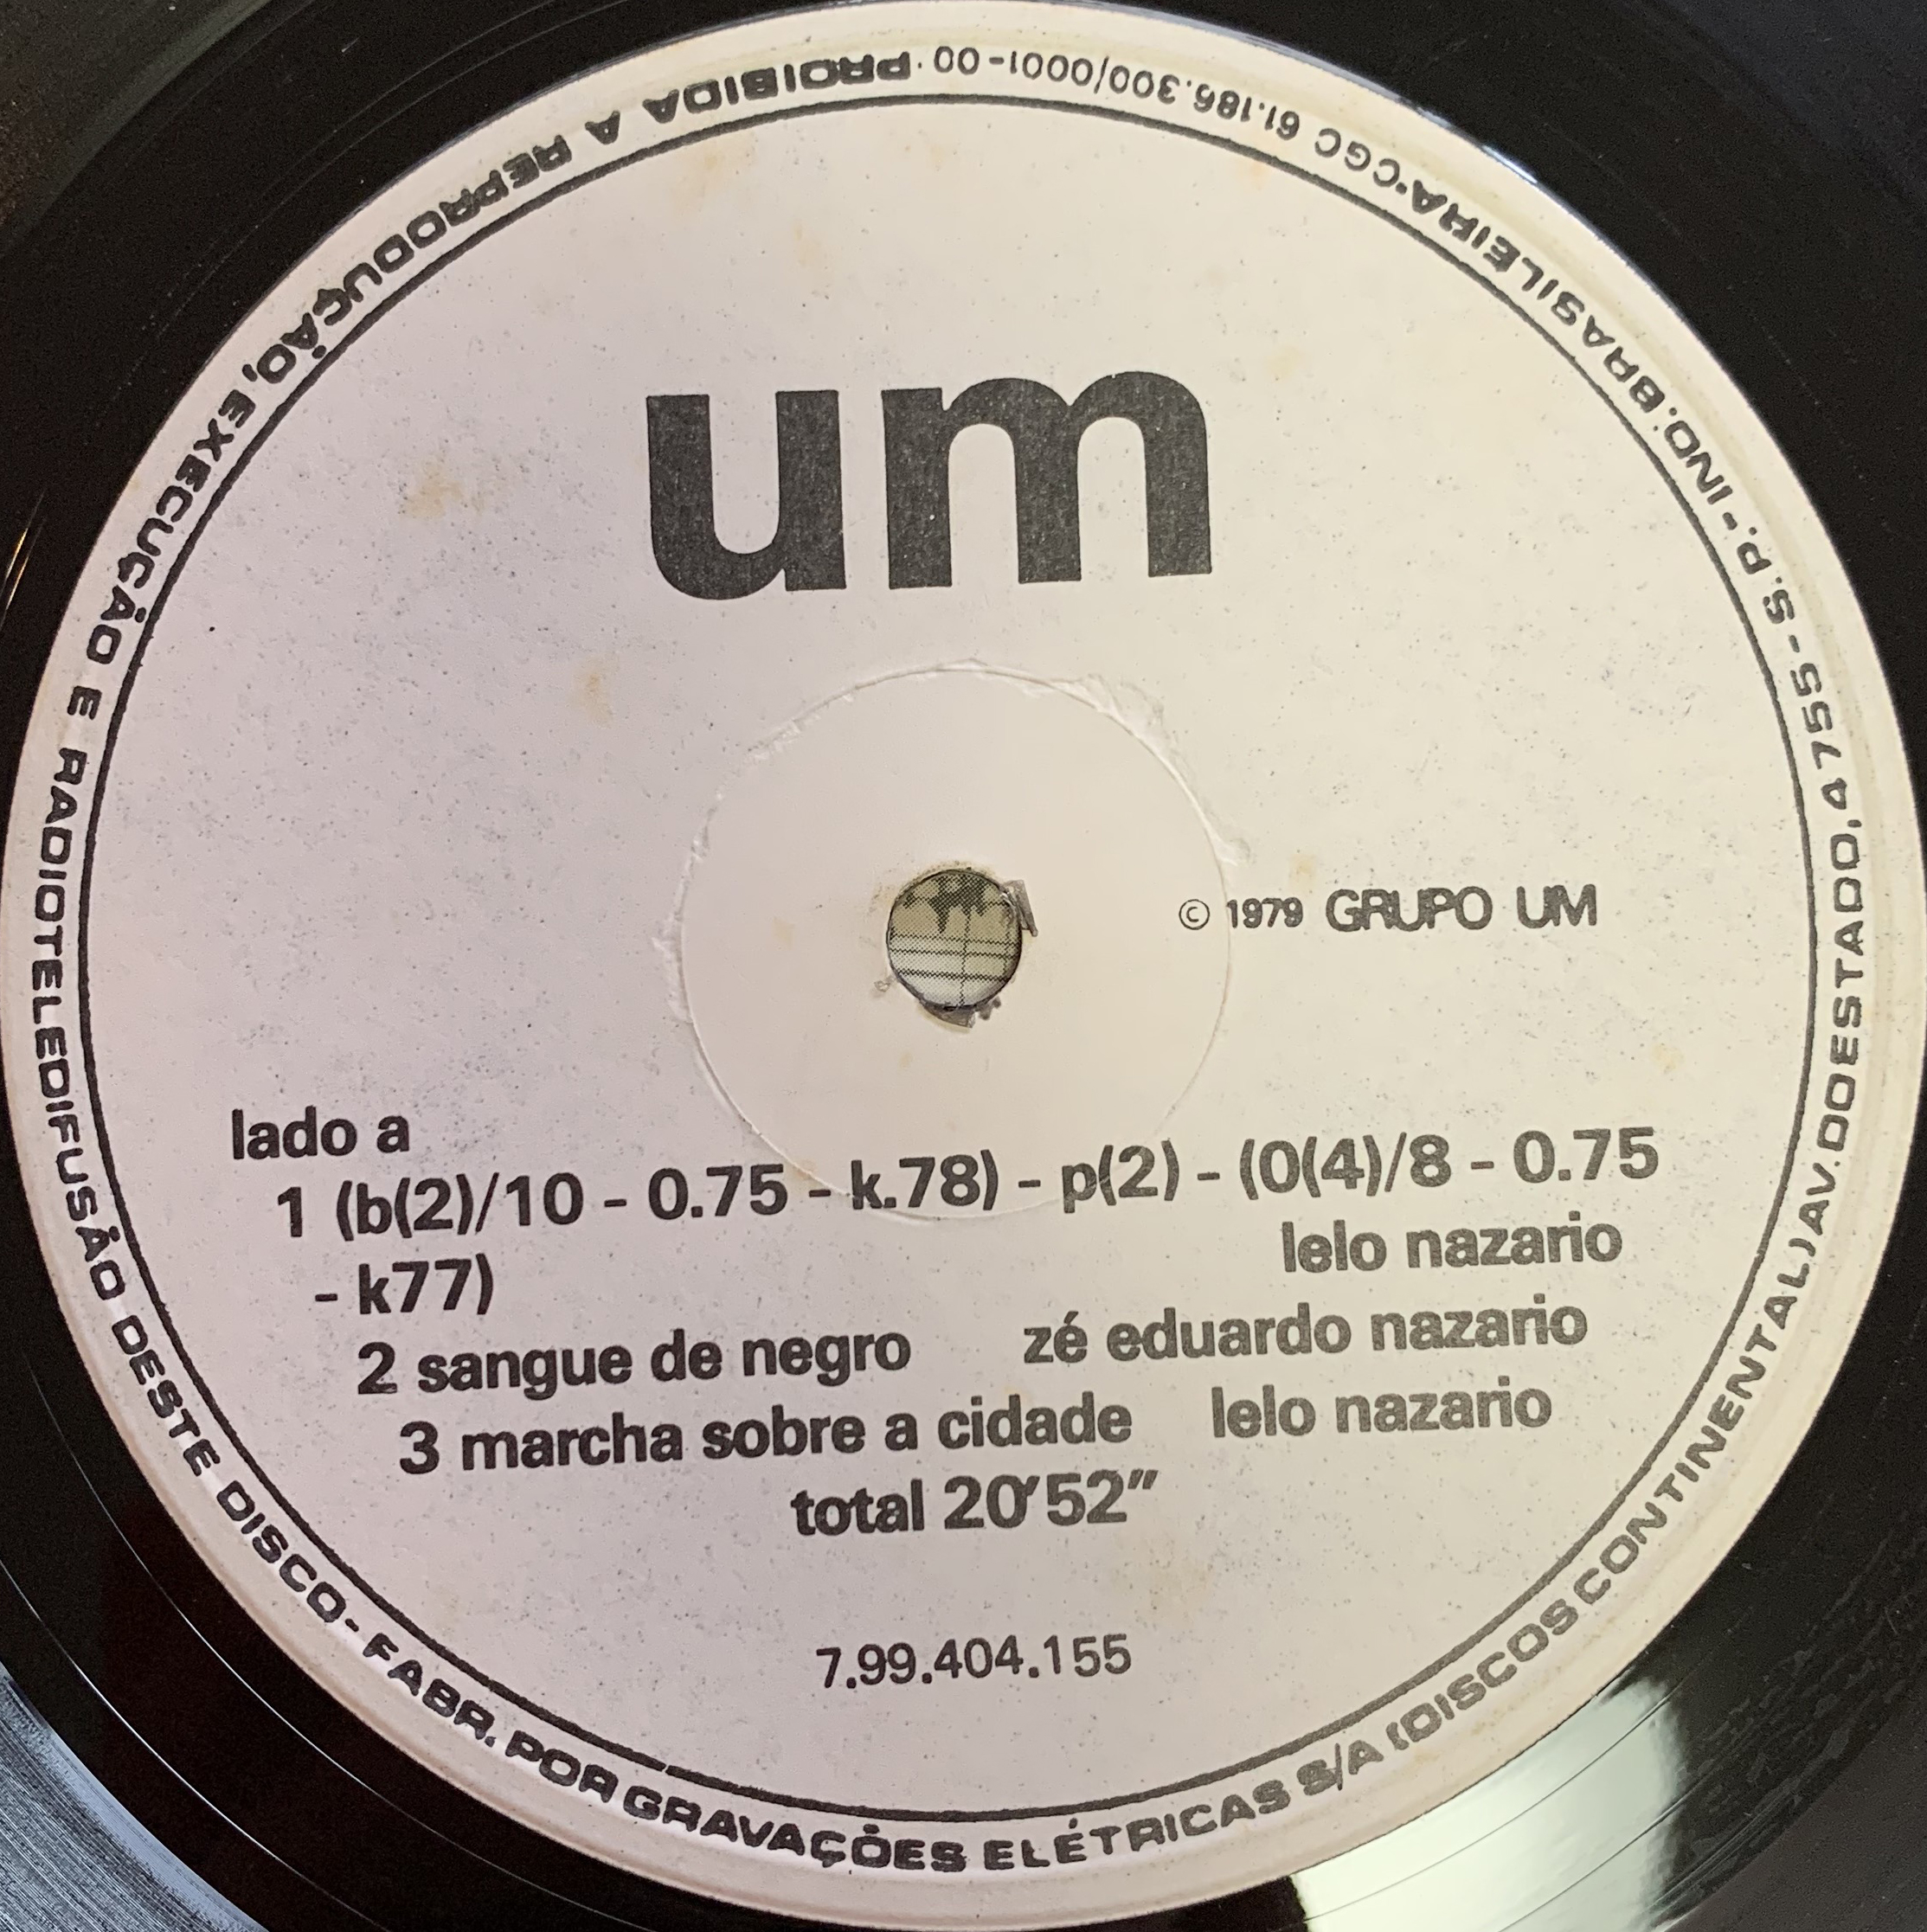 um
© 1979 GRUPO UM
lado a
1 (b(2)/10 - 0.75 - k.78) - p(2) - (0(4)/8 - 0.75
- k77) lelo nazario
2 sangue de negro zé eduardo nazario
3 marcha sobre a cidade lelo nazario
total 20'52"
7.99.404.155
PROIBIDA A REPRODUÇÃO, EXECUÇÃO E RADIOTELEDIFUSÃO DESTE DISCO - FABR. POR GRAVAÇÕES ELÉTRICAS S/A (DISCOS CONTINENTAL) AV. DO ESTADO, 4755 - S.P. - IND. BRASILEIRA · CGC 61.186.300/0001-00 ·